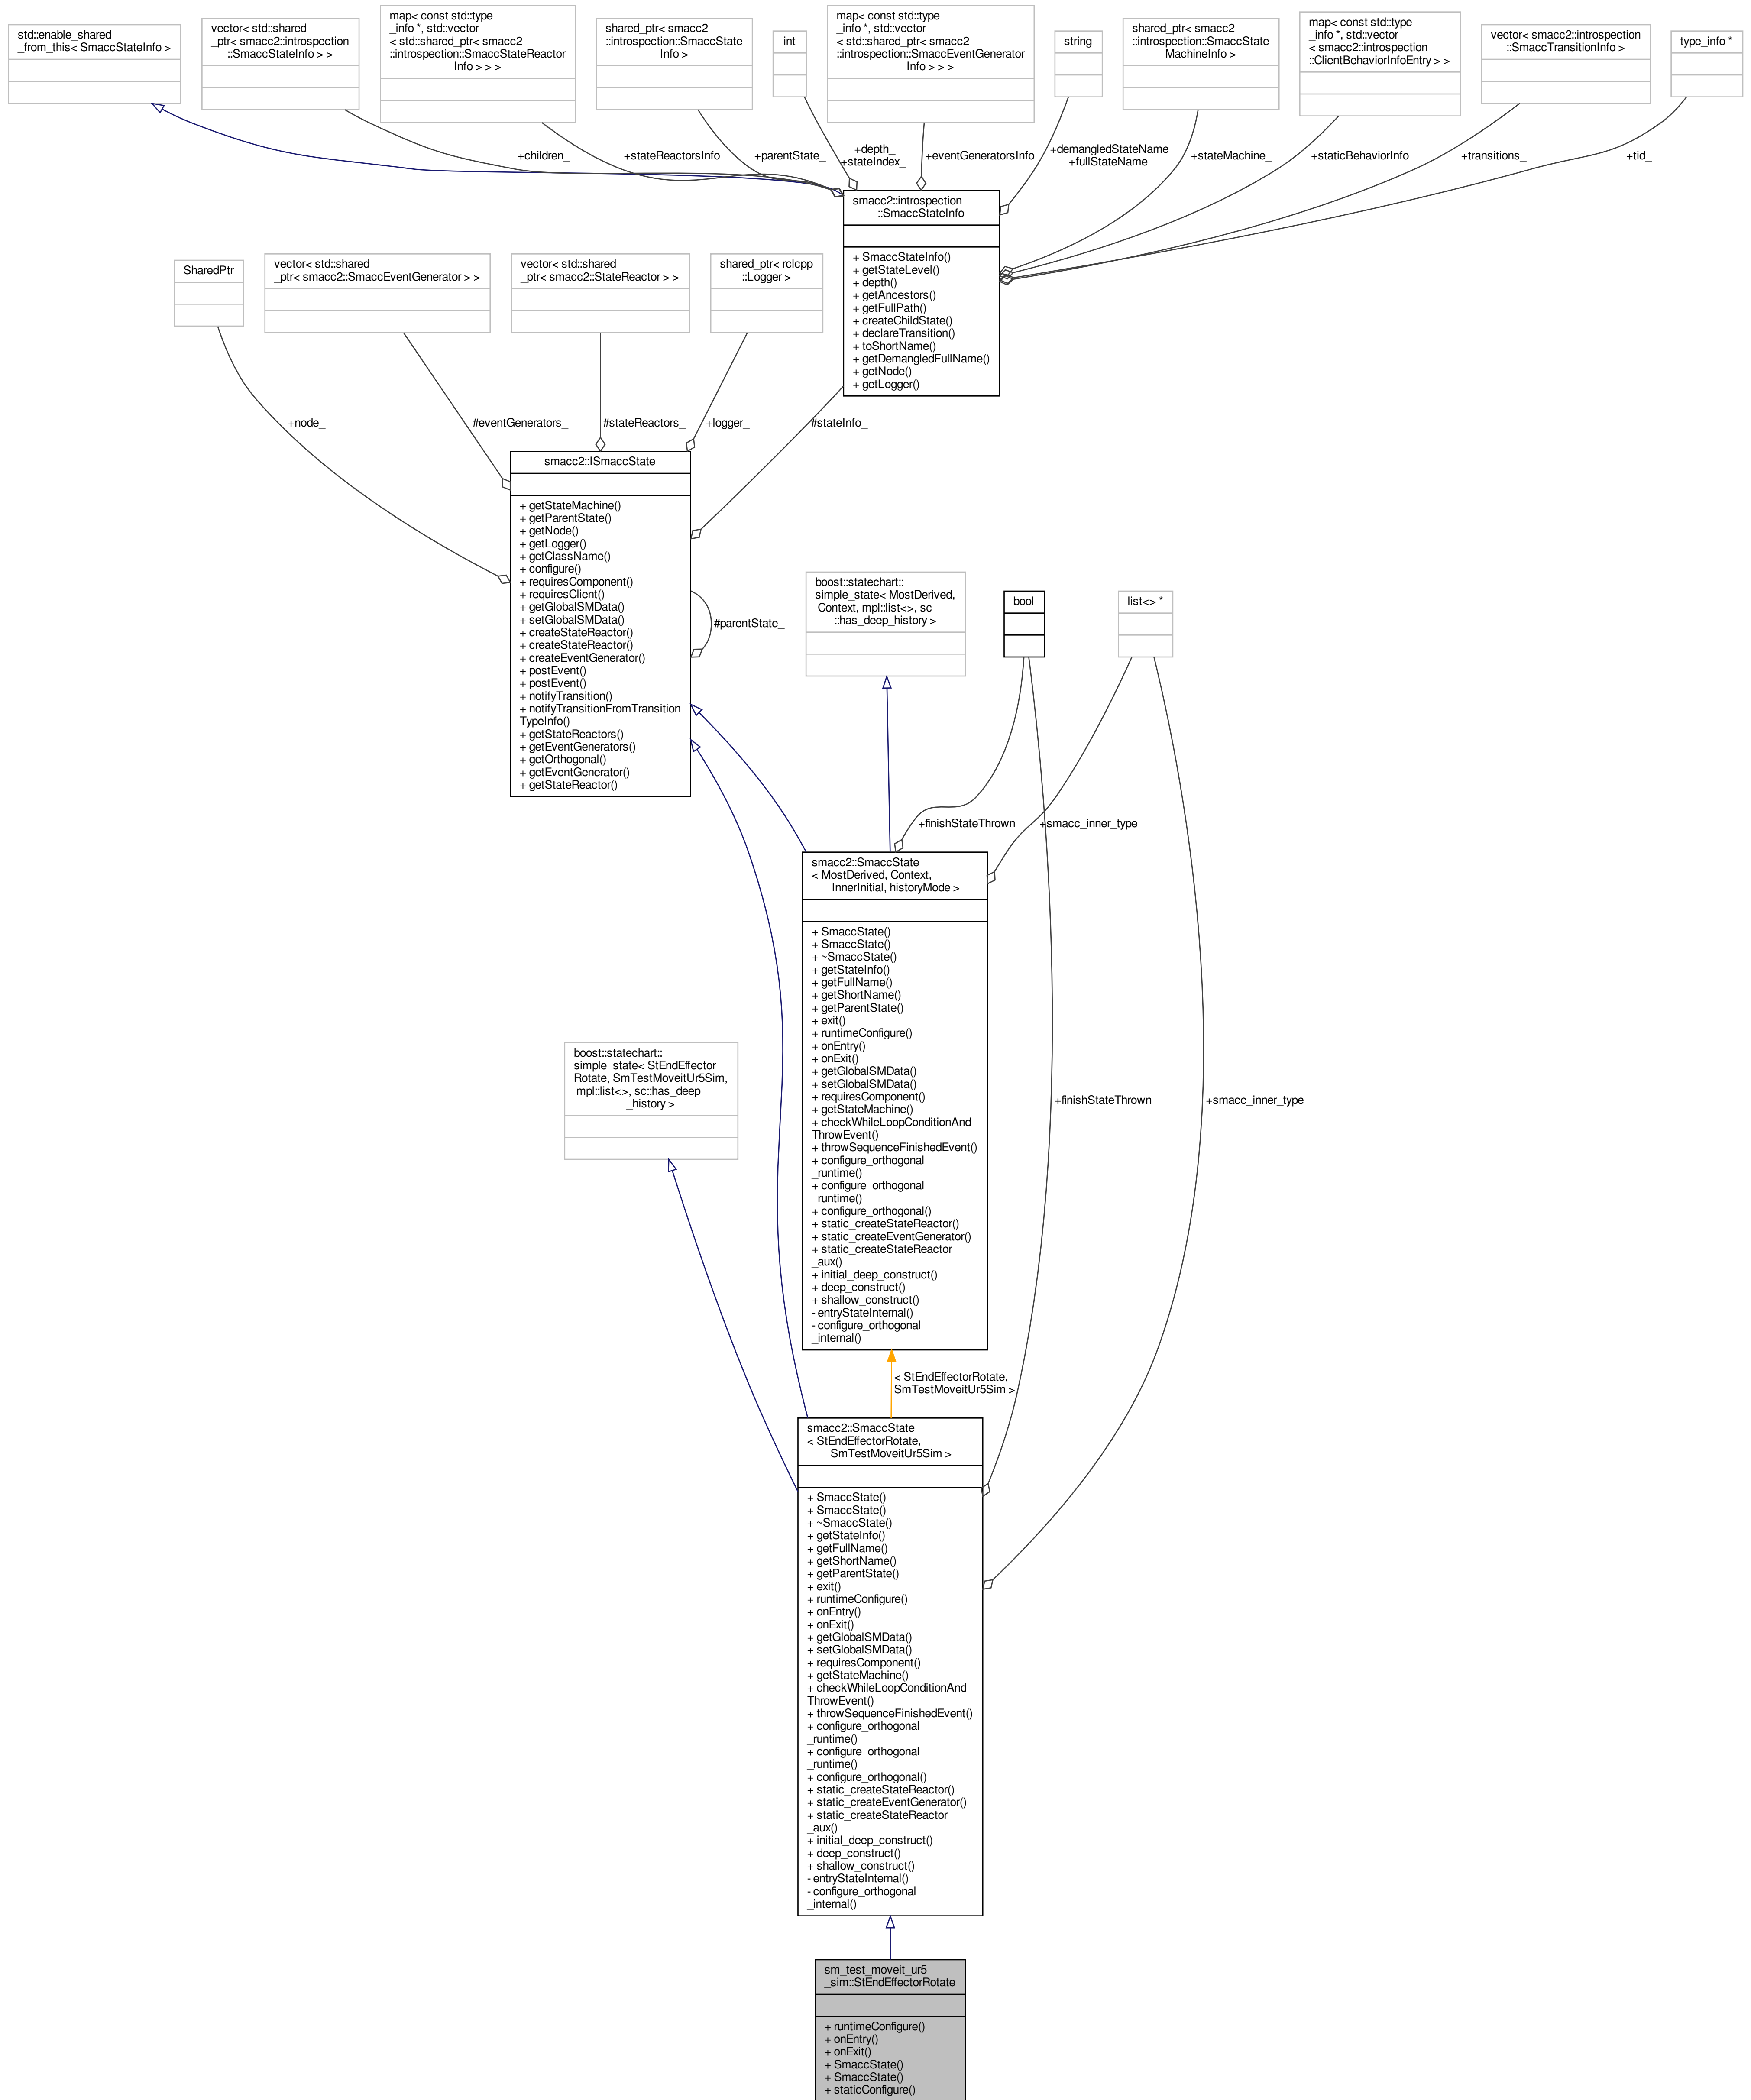 std::enable_shared
_from_this< SmaccStateInfo >
vector< std::shared
_ptr< smacc2::introspection
::SmaccStateInfo > >
map< const std::type
_info *, std::vector
< std::shared_ptr< smacc2
::introspection::SmaccStateReactor
Info > > >
shared_ptr< smacc2
::introspection::SmaccState
Info >
int
map< const std::type
_info *, std::vector
< std::shared_ptr< smacc2
::introspection::SmaccEventGenerator
Info > > >
string
shared_ptr< smacc2
::introspection::SmaccState
MachineInfo >
map< const std::type
_info *, std::vector
< smacc2::introspection
::ClientBehaviorInfoEntry > >
vector< smacc2::introspection
::SmaccTransitionInfo >
type_info *
+children_
+stateReactorsInfo
+parentState_
+depth_
+stateIndex_
+eventGeneratorsInfo
+demangledStateName
+fullStateName
+stateMachine_
+staticBehaviorInfo
+transitions_
+tid_
smacc2::introspection
::SmaccStateInfo
+ SmaccStateInfo()
+ getStateLevel()
+ depth()
+ getAncestors()
+ getFullPath()
+ createChildState()
+ declareTransition()
+ toShortName()
+ getDemangledFullName()
+ getNode()
+ getLogger()
SharedPtr
vector< std::shared
_ptr< smacc2::SmaccEventGenerator > >
vector< std::shared
_ptr< smacc2::StateReactor > >
shared_ptr< rclcpp
::Logger >
+node_
#eventGenerators_
#stateReactors_
+logger_
#stateInfo_
smacc2::ISmaccState
+ getStateMachine()
+ getParentState()
+ getNode()
+ getLogger()
+ getClassName()
+ configure()
+ requiresComponent()
+ requiresClient()
+ getGlobalSMData()
+ setGlobalSMData()
+ createStateReactor()
+ createStateReactor()
+ createEventGenerator()
+ postEvent()
+ postEvent()
+ notifyTransition()
+ notifyTransitionFromTransition
TypeInfo()
+ getStateReactors()
+ getEventGenerators()
+ getOrthogonal()
+ getEventGenerator()
+ getStateReactor()
#parentState_
boost::statechart::
simple_state< MostDerived,
Context, mpl::list<>, sc
::has_deep_history >
bool
list<> *
+finishStateThrown
+smacc_inner_type
smacc2::SmaccState
< MostDerived, Context,
InnerInitial, historyMode >
+ SmaccState()
+ SmaccState()
+ ~SmaccState()
+ getStateInfo()
+ getFullName()
+ getShortName()
+ getParentState()
+ exit()
+ runtimeConfigure()
+ onEntry()
+ onExit()
+ getGlobalSMData()
+ setGlobalSMData()
+ requiresComponent()
+ getStateMachine()
+ checkWhileLoopConditionAnd
ThrowEvent()
+ throwSequenceFinishedEvent()
+ configure_orthogonal
_runtime()
+ configure_orthogonal
_runtime()
+ configure_orthogonal()
+ static_createStateReactor()
+ static_createEventGenerator()
+ static_createStateReactor
_aux()
+ initial_deep_construct()
+ deep_construct()
+ shallow_construct()
- entryStateInternal()
- configure_orthogonal
_internal()
boost::statechart::
simple_state< StEndEffector
Rotate, SmTestMoveitUr5Sim,
mpl::list<>, sc::has_deep
_history >
+finishStateThrown
+smacc_inner_type
< StEndEffectorRotate,
SmTestMoveitUr5Sim >
smacc2::SmaccState
< StEndEffectorRotate,
SmTestMoveitUr5Sim >
+ SmaccState()
+ SmaccState()
+ ~SmaccState()
+ getStateInfo()
+ getFullName()
+ getShortName()
+ getParentState()
+ exit()
+ runtimeConfigure()
+ onEntry()
+ onExit()
+ getGlobalSMData()
+ setGlobalSMData()
+ requiresComponent()
+ getStateMachine()
+ checkWhileLoopConditionAnd
ThrowEvent()
+ throwSequenceFinishedEvent()
+ configure_orthogonal
_runtime()
+ configure_orthogonal
_runtime()
+ configure_orthogonal()
+ static_createStateReactor()
+ static_createEventGenerator()
+ static_createStateReactor
_aux()
+ initial_deep_construct()
+ deep_construct()
+ shallow_construct()
- entryStateInternal()
- configure_orthogonal
_internal()
sm_test_moveit_ur5
_sim::StEndEffectorRotate
+ runtimeConfigure()
+ onEntry()
+ onExit()
+ SmaccState()
+ SmaccState()
+ staticConfigure()